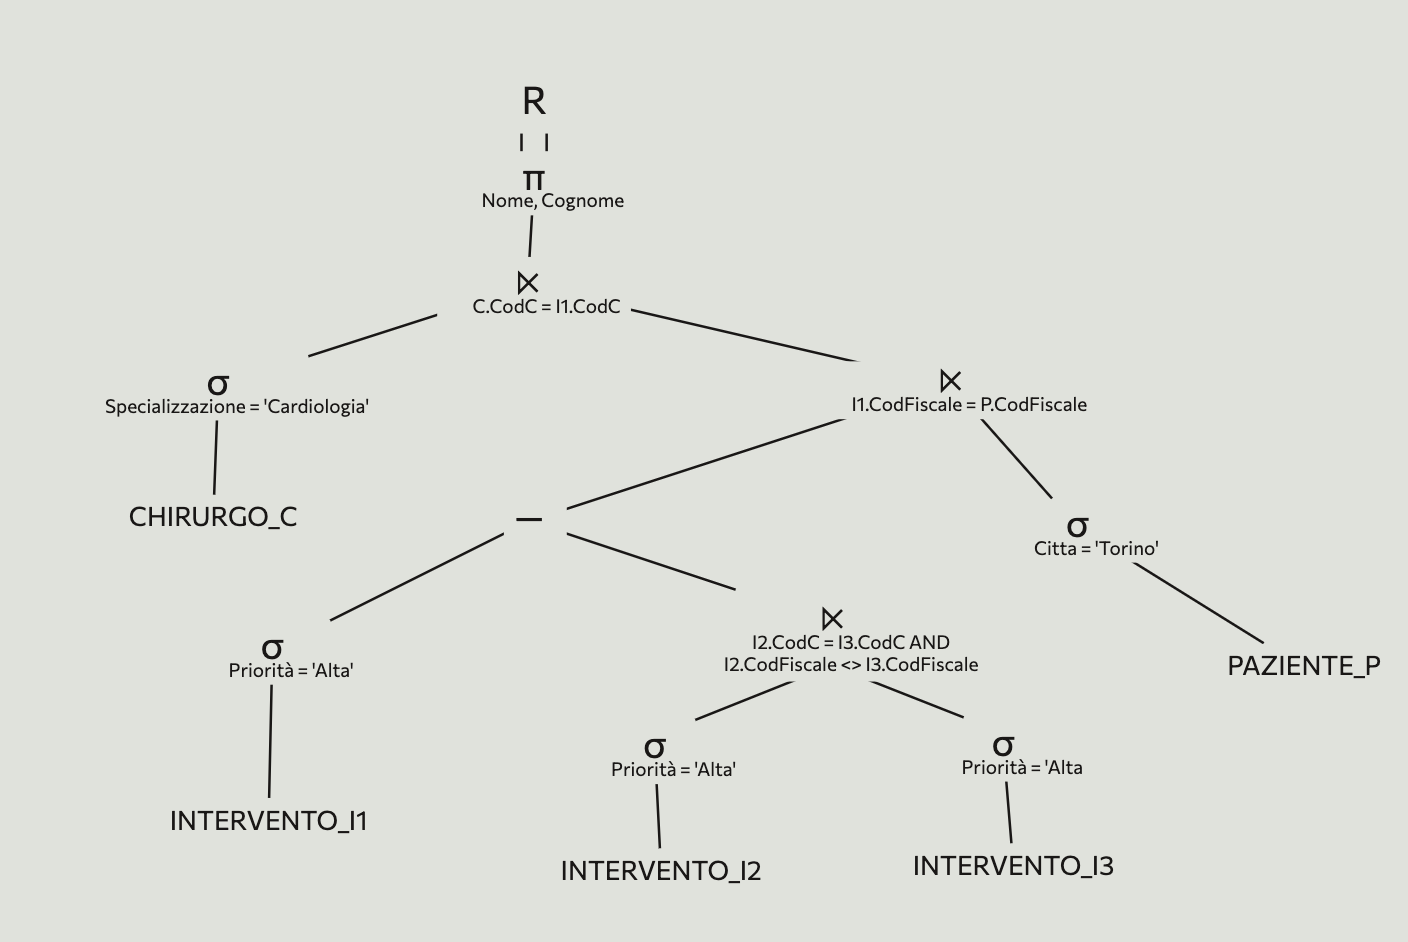 R
π
Nome, Cognome
⋉
C.CodC = I1.CodC
σ
Specializzazione = 'Cardiologia'
⋉
I1.CodFiscale = P.CodFiscale
CHIRURGO_C
—
σ
Citta = 'Torino'
σ
Priorità = 'Alta'
⋉
I2.CodC = I3.CodC AND
I2.CodFiscale <> I3.CodFiscale
PAZIENTE_P
σ
Priorità = 'Alta'
σ
Priorità = 'Alta
INTERVENTO_I1
INTERVENTO_I2
INTERVENTO_I3